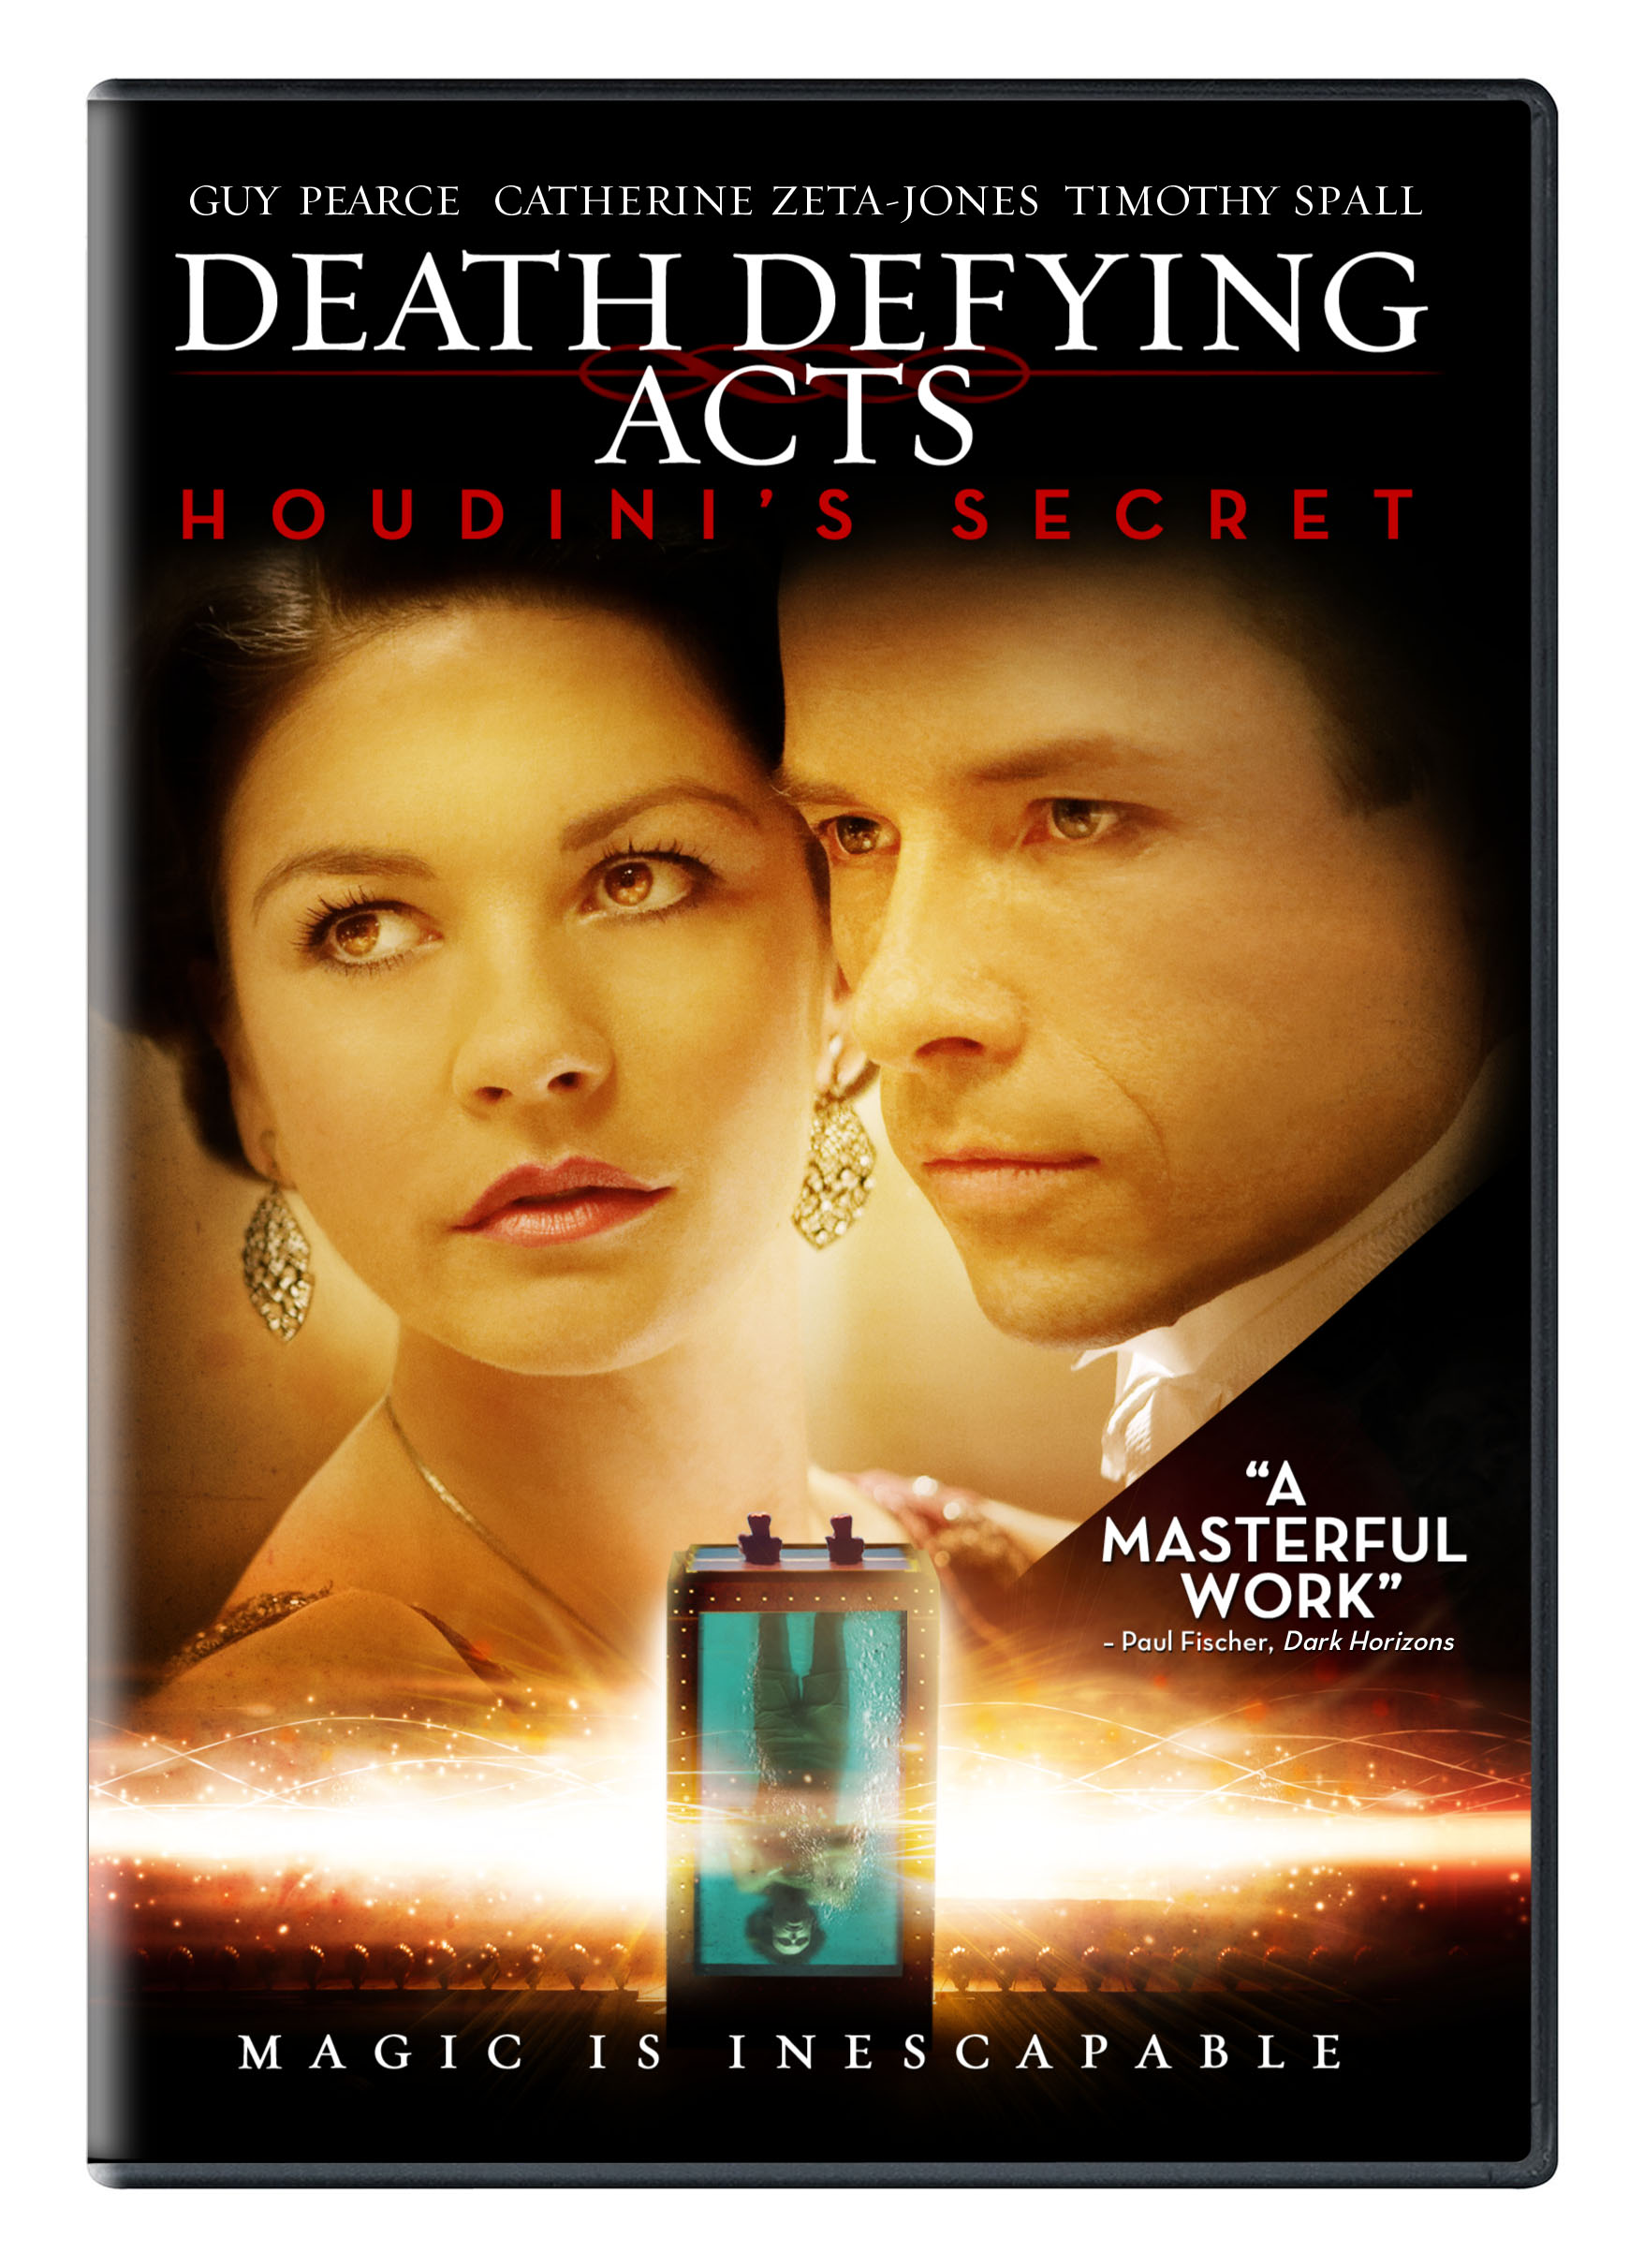 GUY PEARCE CATHERINE ZETA-JONES TIMOTHY SPALL
DEATH DEFYING
ACTS
HOUDINI'S SECRET
“A
MASTERFUL
WORK”
– Paul Fischer, Dark Horizons
MAGIC IS INESCAPABLE